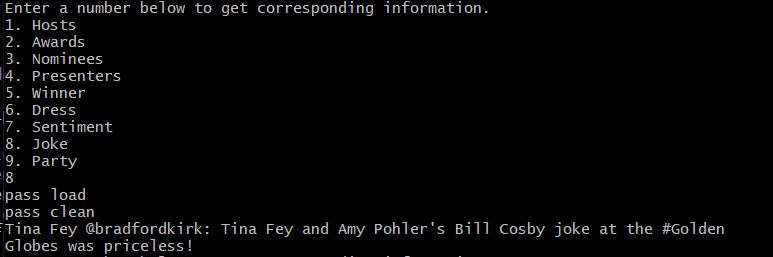 Enter a number below to get corresponding information.
1. Hosts
2. Awards
3. Nominees
4. Presenters
5. Winner
6. Dress
7. Sentiment
8. Joke
9. Party
8
pass load
pass clean
Tina Fey @bradfordkirk: Tina Fey and Amy Pohler's Bill Cosby joke at the #Golden
Globes was priceless!